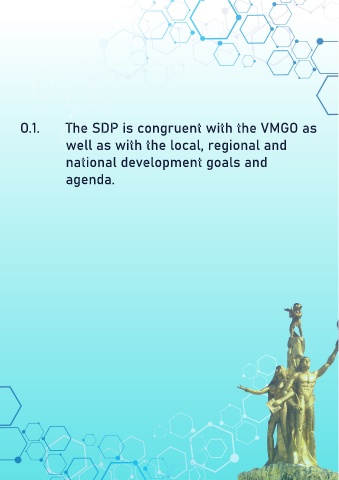 O.1. The SDP is congruent with the VMGO as
well as with the local, regional and
national development goals and
agenda.